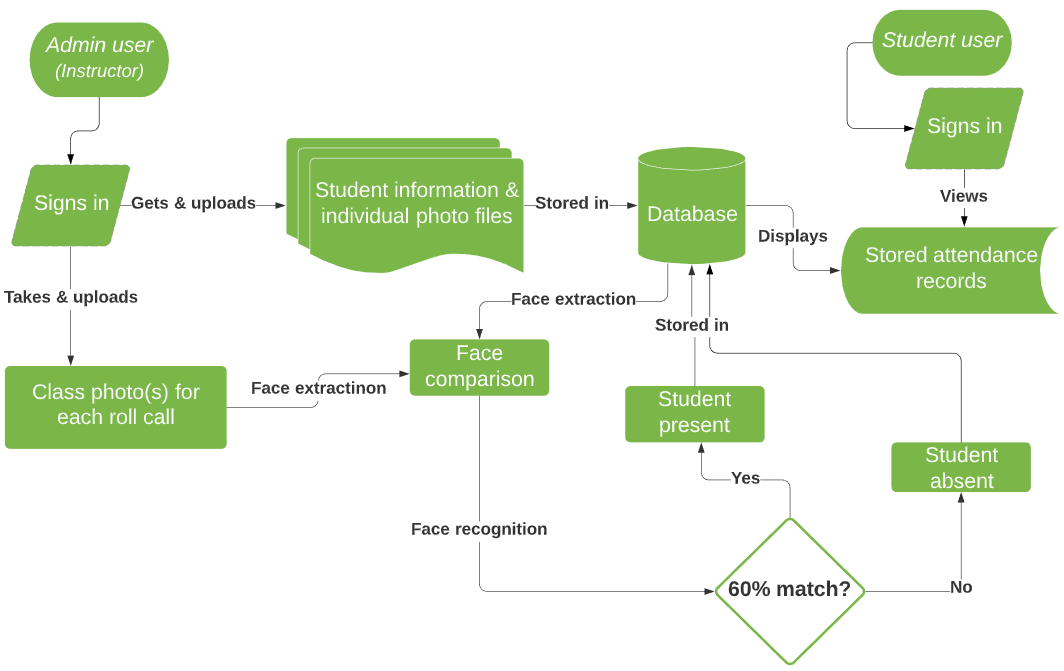 Admin user
(Instructor)
Student user
Signs in
Signs in
Gets & uploads
Student information &
individual photo files
Stored in
Database
Views
Displays
Stored attendance
records
Takes & uploads
Face extraction
Stored in
Class photo(s) for
each roll call
Face extractinon
Face
comparison
Student
present
Student
absent
Yes
Face recognition
60% match?
No